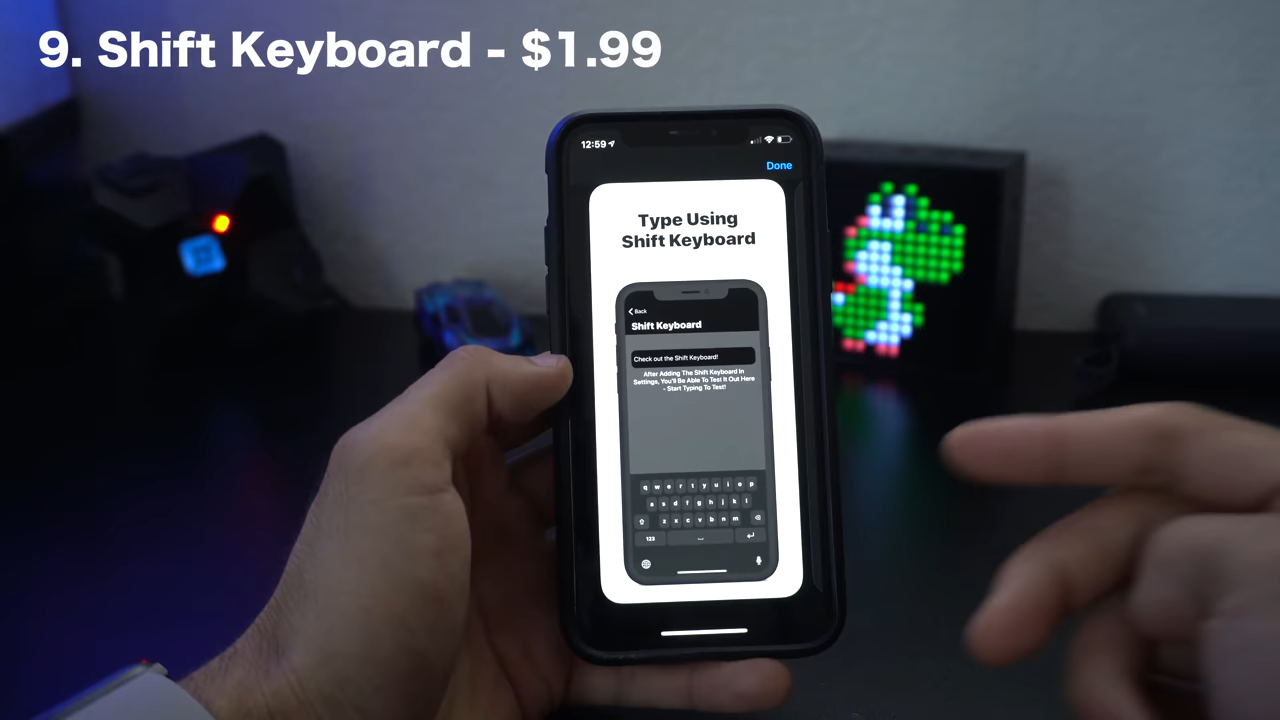 9. Shift Keyboard - $1.99
12:59
Done
Type Using
Shift Keyboard
Back
Shift Keyboard
Check out the Shift Keyboard!
After Adding The Shift Keyboard In
Settings, You'll Be Able To Test It Out Here
- Start Typing To Test!
q w e r t y u i o p
a s d f g h j k l
z x c v b n m
123